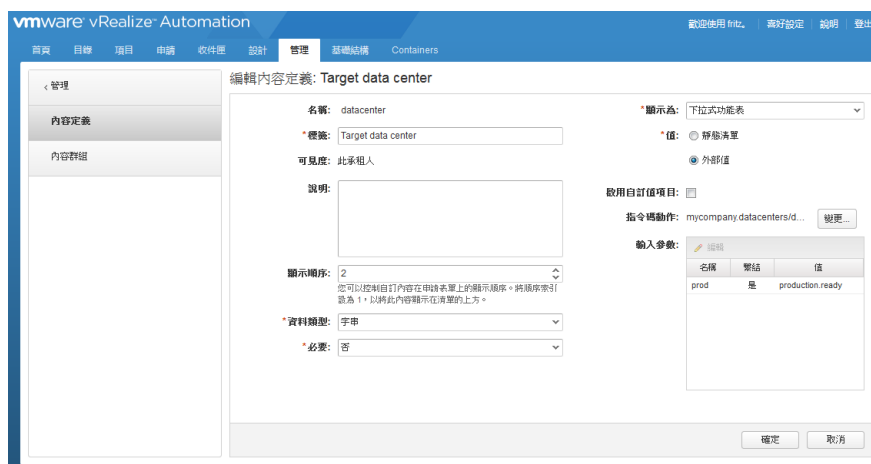 vmware vRealize Automation
歡迎使用 fritz。 喜好設定 說明 登出
首頁 目錄 項目 申請 收件匣 設計 管理 基礎結構 Containers
管理
內容定義
內容群組
編輯內容定義: Target data center
名稱: datacenter
*標籤: Target data center
可見度: 此承租人
說明:
顯示順序: 2
您可以控制自訂內容在申請表單上的顯示順序。將順序索引
設為 1,以將此內容顯示在清單的上方。
*資料類型: 字串
*必要: 否
*顯示為: 下拉式功能表
*值: 靜態清單
外部值
啟用自訂值項目:
指令碼動作: mycompany.datacenters/d... 變更...
輸入參數: 編輯
名稱 繫結 值
prod 是 production.ready
確定 取消